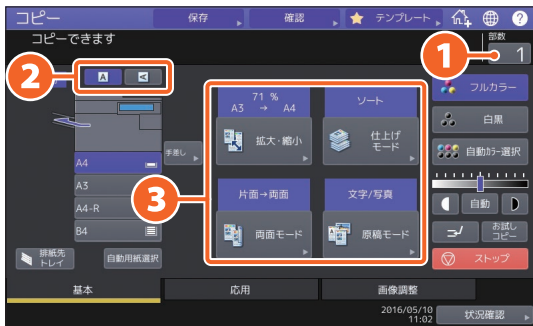 コピー
保存
確認
テンプレート
?
コピーできます
部数
1
1
2
A
A
3
71 %
A3 → A4
拡大・縮小
ソート
仕上げ
モード
片面→両面
両面モード
文字/写真
原稿モード
手差し
A4
A3
A4-R
B4
排紙先
トレイ
自動用紙選択
フルカラー
白黒
自動ｶﾗｰ選択
自動
お試し
コピー
ストップ
基本
応用
画像調整
2016/05/10
11:02
状況確認